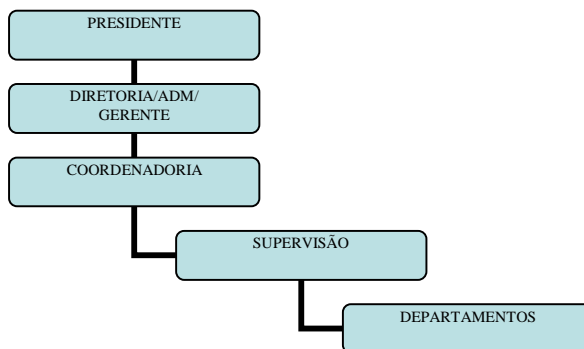 PRESIDENTE
DIRETORIA/ADM/
GERENTE
COORDENADORIA
SUPERVISÃO
DEPARTAMENTOS